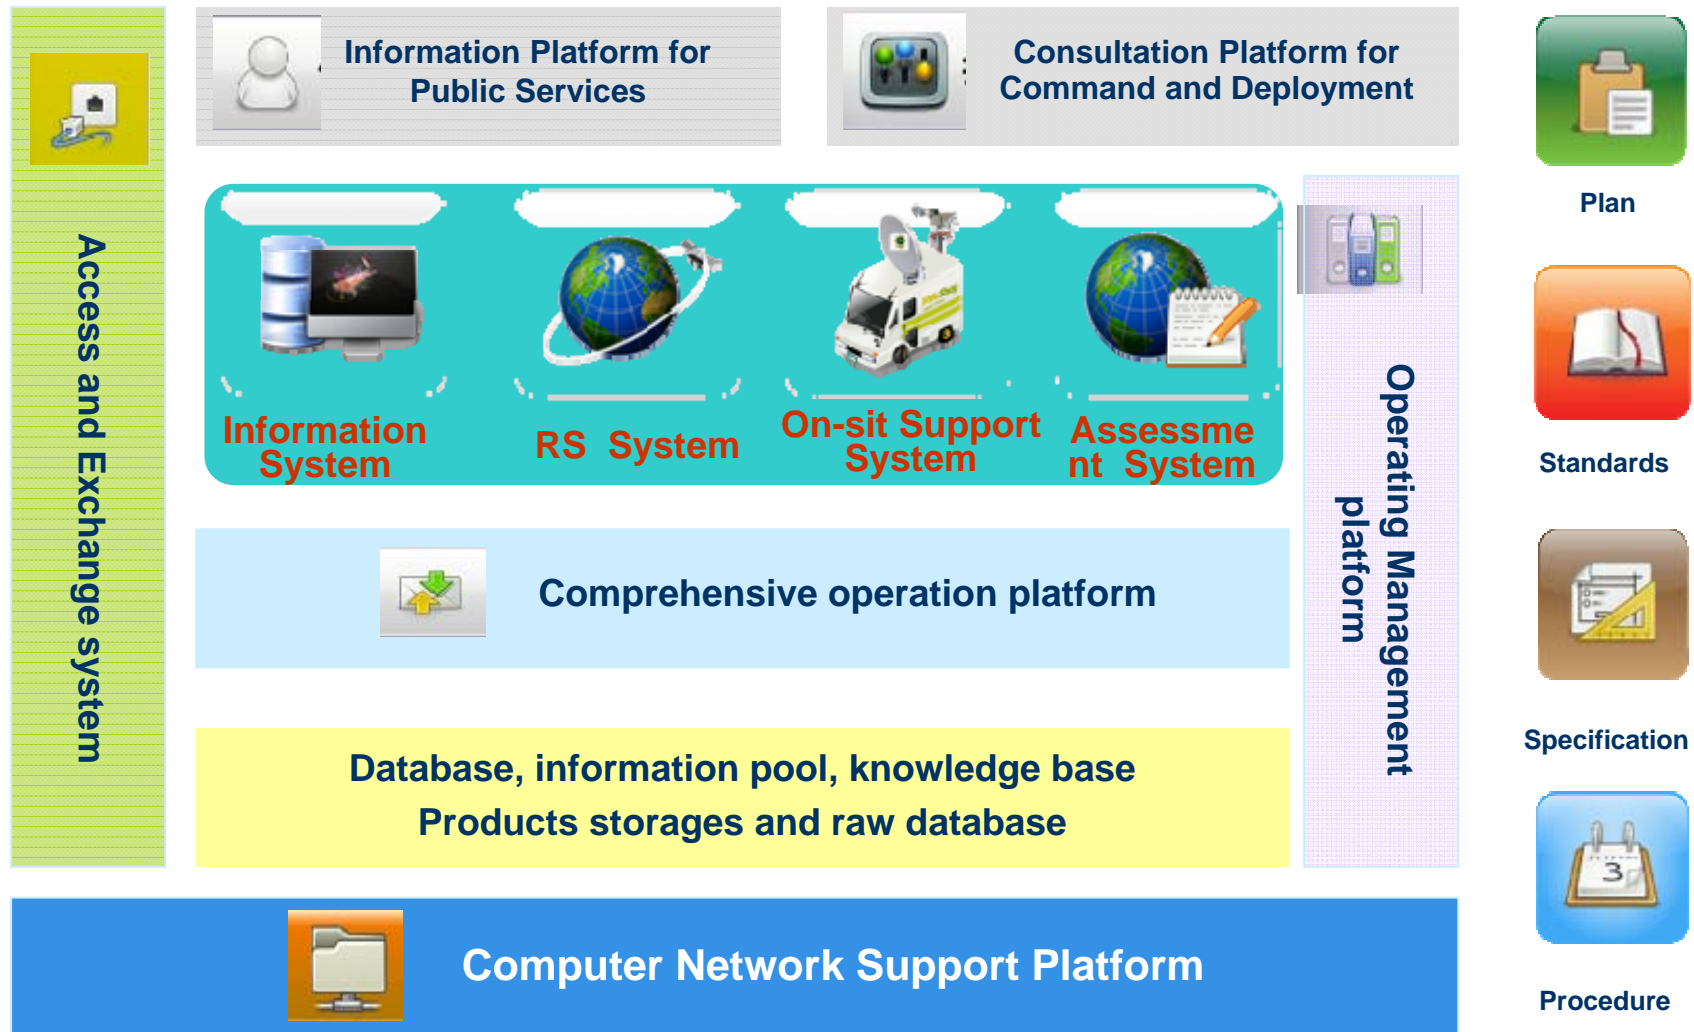 Information Platform for
Public Services
Consultation Platform for
Command and Deployment
Access and Exchange system
Information
System
RS System
On-sit Support
System
Assessme
nt System
Operating Management
platform
Comprehensive operation platform
Database, information pool, knowledge base
Products storages and raw database
Computer Network Support Platform
Plan
Standards
Specification
3
Procedure